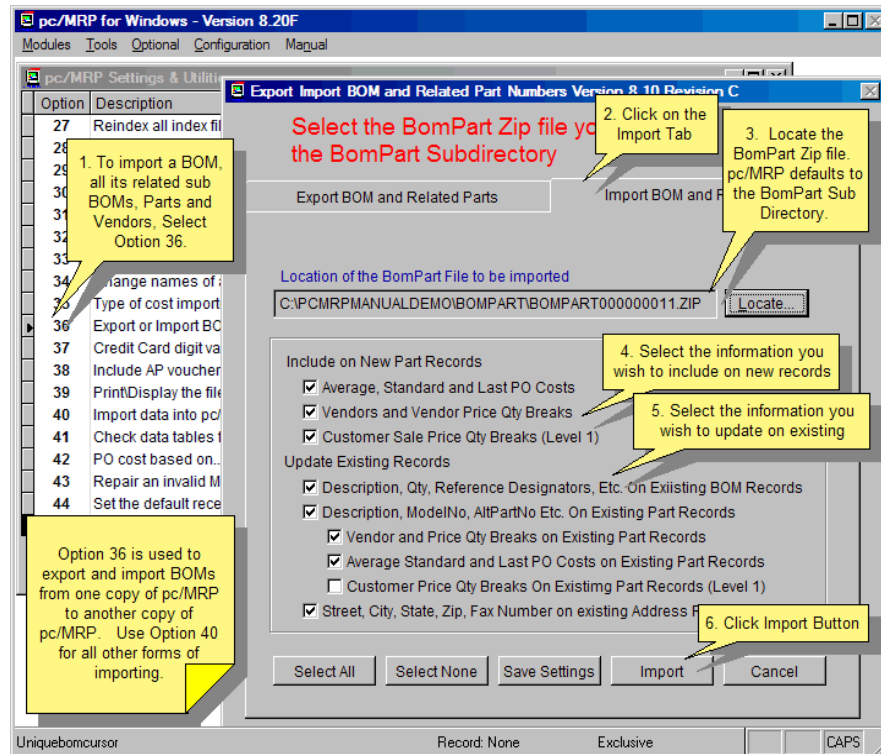 pc/MRP for Windows - Version 8.20F
Modules Tools Optional Configuration Manual
pc/MRP Settings & Utilitie
Option Description
27 Reindex all index fil
28
29
30
31
32
33
34 ange names of
35 Type of cost import
36 Export or Import BO
37 Credit Card digit va
38 Include AP voucher
39 Print\Display the file
40 Import data into pc/
41 Check data tables f
42 PO cost based on..
43 Repair an invalid M
44 Set the default rece
1. To import a BOM,
all its related sub
BOMs, Parts and
Vendors, Select
Option 36.
Option 36 is used to
export and import BOMs
from one copy of pc/MRP
to another copy of
pc/MRP. Use Option 40
for all other forms of
importing.
Export Import BOM and Related Part Numbers Version 8.10 Revision C
Select the BomPart Zip file yo
the BomPart Subdirectory
2. Click on the
Import Tab
3. Locate the
BomPart Zip file.
pc/MRP defaults to
the BomPart Sub
Directory.
Export BOM and Related Parts
Import BOM and R
Location of the BomPart File to be imported
C:\PCMRPMANUALDEMO\BOMPART\BOMPART000000011.ZIP
Locate...
Include on New Part Records
Average, Standard and Last PO Costs
Vendors and Vendor Price Qty Breaks
Customer Sale Price Qty Breaks (Level 1)
4. Select the information you
wish to include on new records
5. Select the information you
wish to update on existing
Update Existing Records
Description, Qty, Reference Designators, Etc. On Exiisting BOM Records
Description, ModelNo, AltPartNo Etc. On Existing Part Records
Vendor and Price Qty Breaks on Existing Part Records
Average Standard and Last PO Costs on Existing Part Records
Customer Price Qty Breaks On Existimg Part Records (Level 1)
Street, City, State, Zip, Fax Number on existing Address R
6. Click Import Button
Select All Select None Save Settings Import Cancel
Uniquebomcursor Record: None Exclusive CAPS